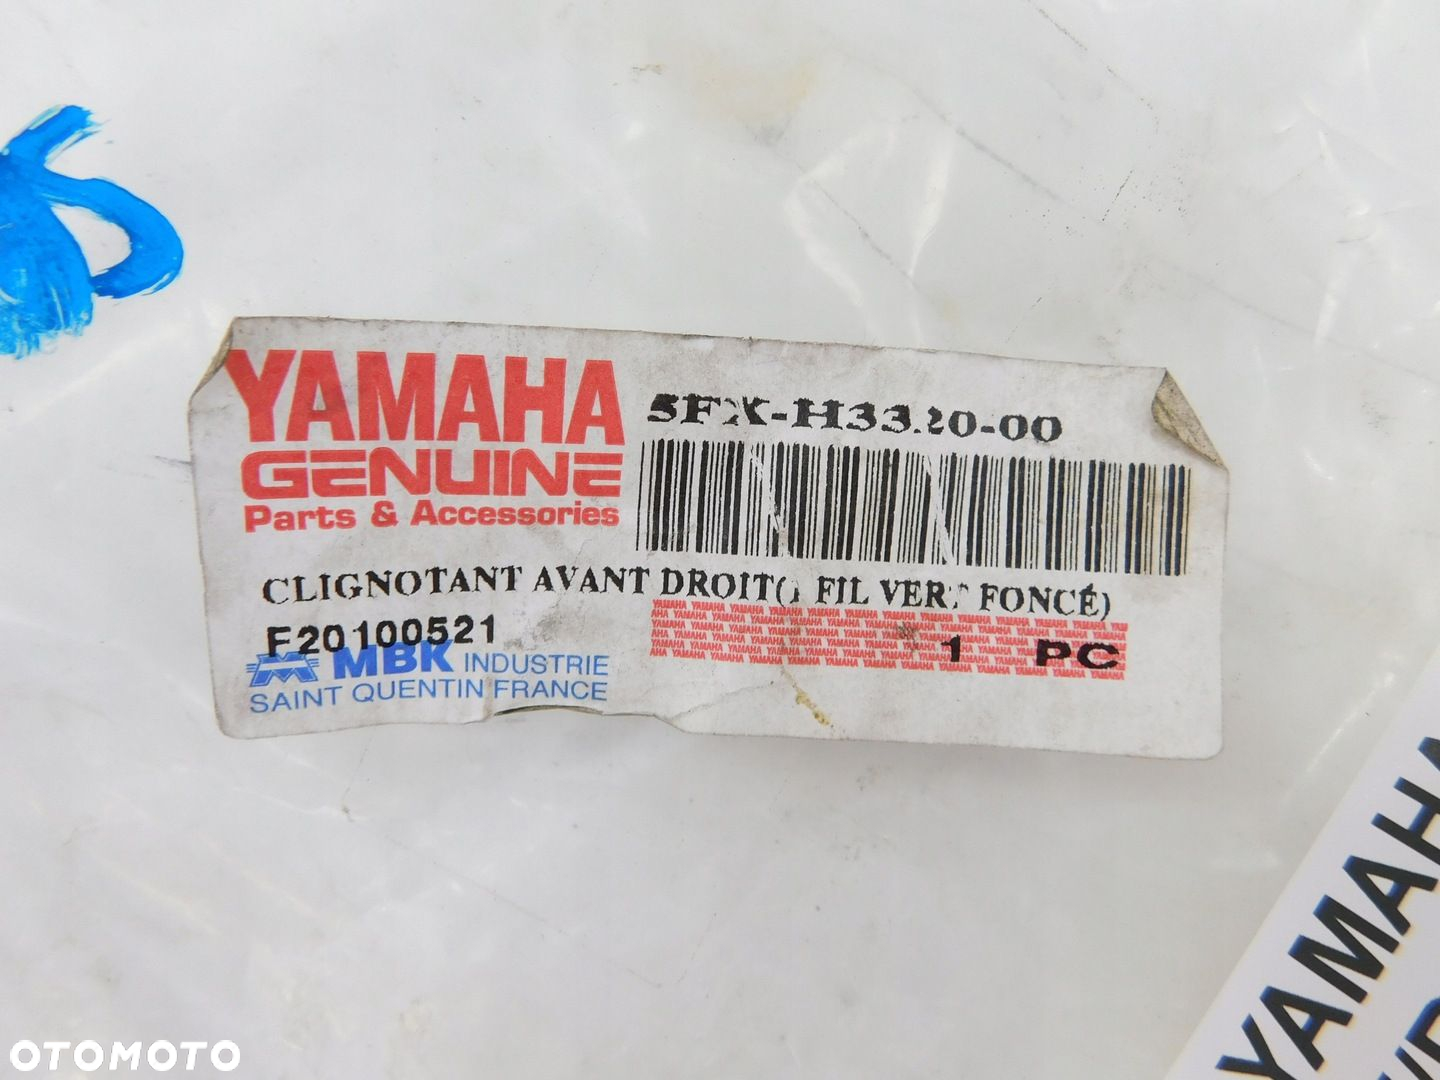 YAMAHA
GENUINE
Parts & Accessories
5FX-H3320-00
CLIGNOTANT AVANT DROIT(1 FIL VERT FONCÉ)
F20100521
MBK INDUSTRIE
SAINT QUENTIN FRANCE
1 PC
YAMAHA
OTOMOTO